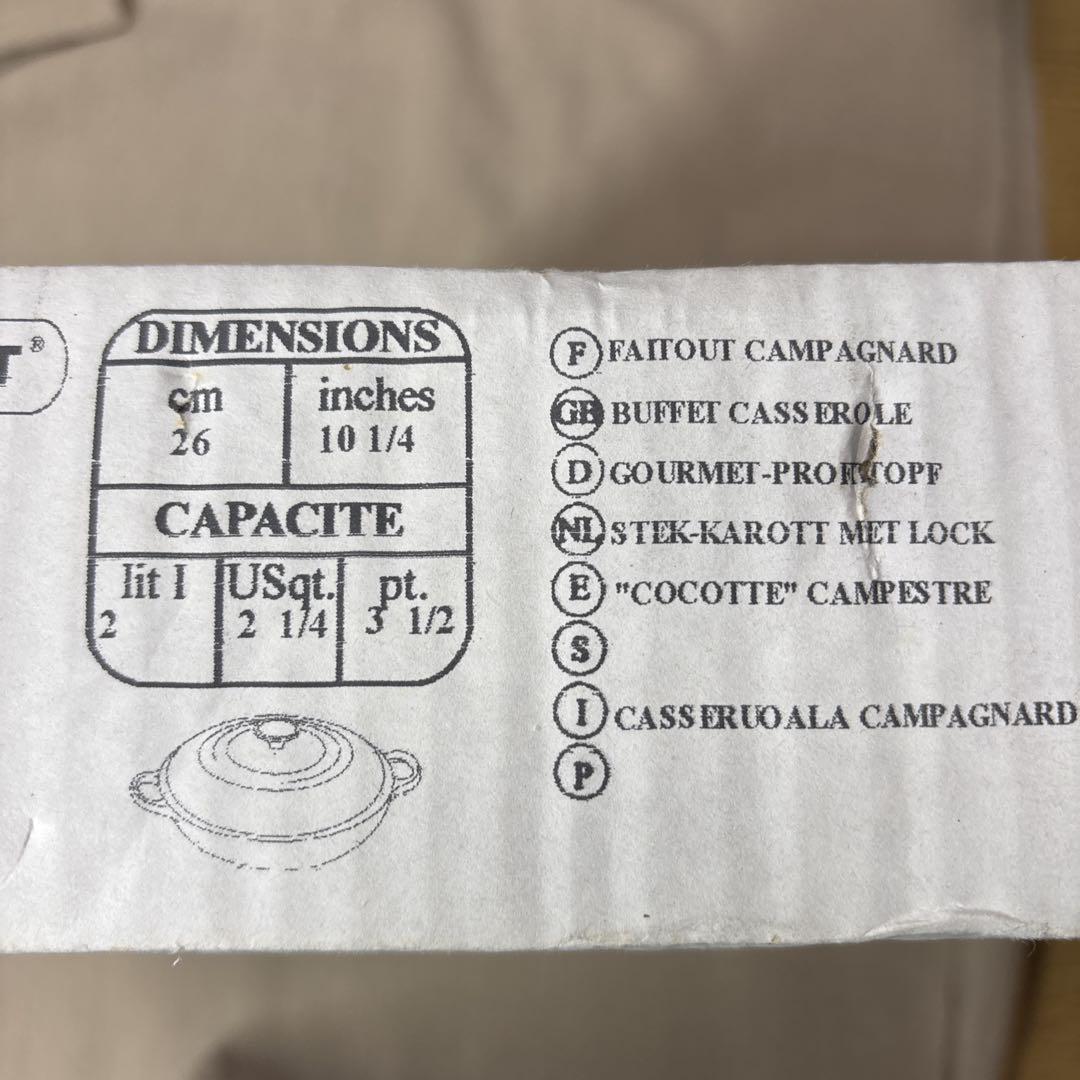 T®
DIMENSIONS
cm
inches
26
10 1/4
CAPACITE
lit l
USqt.
pt.
2
2 1/4
3 1/2
F FAITOUT CAMPAGNARD
GB BUFFET CASSEROLE
D GOURMET-PROFITOPF
NL STEK-KAROTT MET LOCK
E "COCOTTE" CAMPESTRE
S
I CASSERUOALA CAMPAGNARD
P